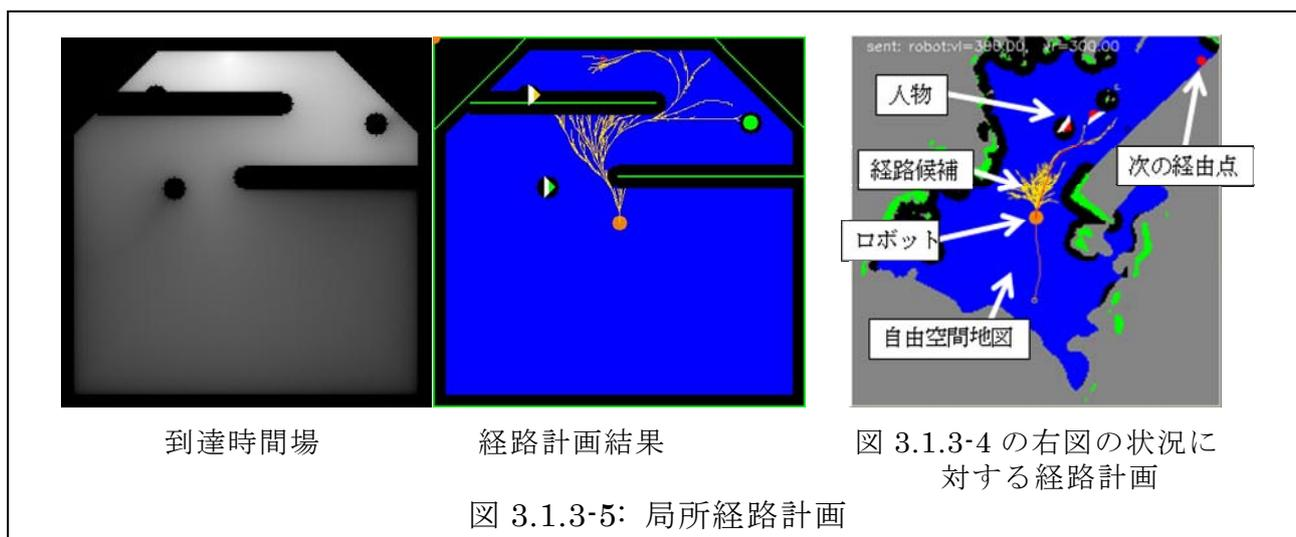 sent: robot:vl=390.00, vr=300.00
人物
経路候補
次の経由点
ロボット
自由空間地図
到達時間場
経路計画結果
図 3.1.3-4 の右図の状況に
対する経路計画
図 3.1.3-5: 局所経路計画